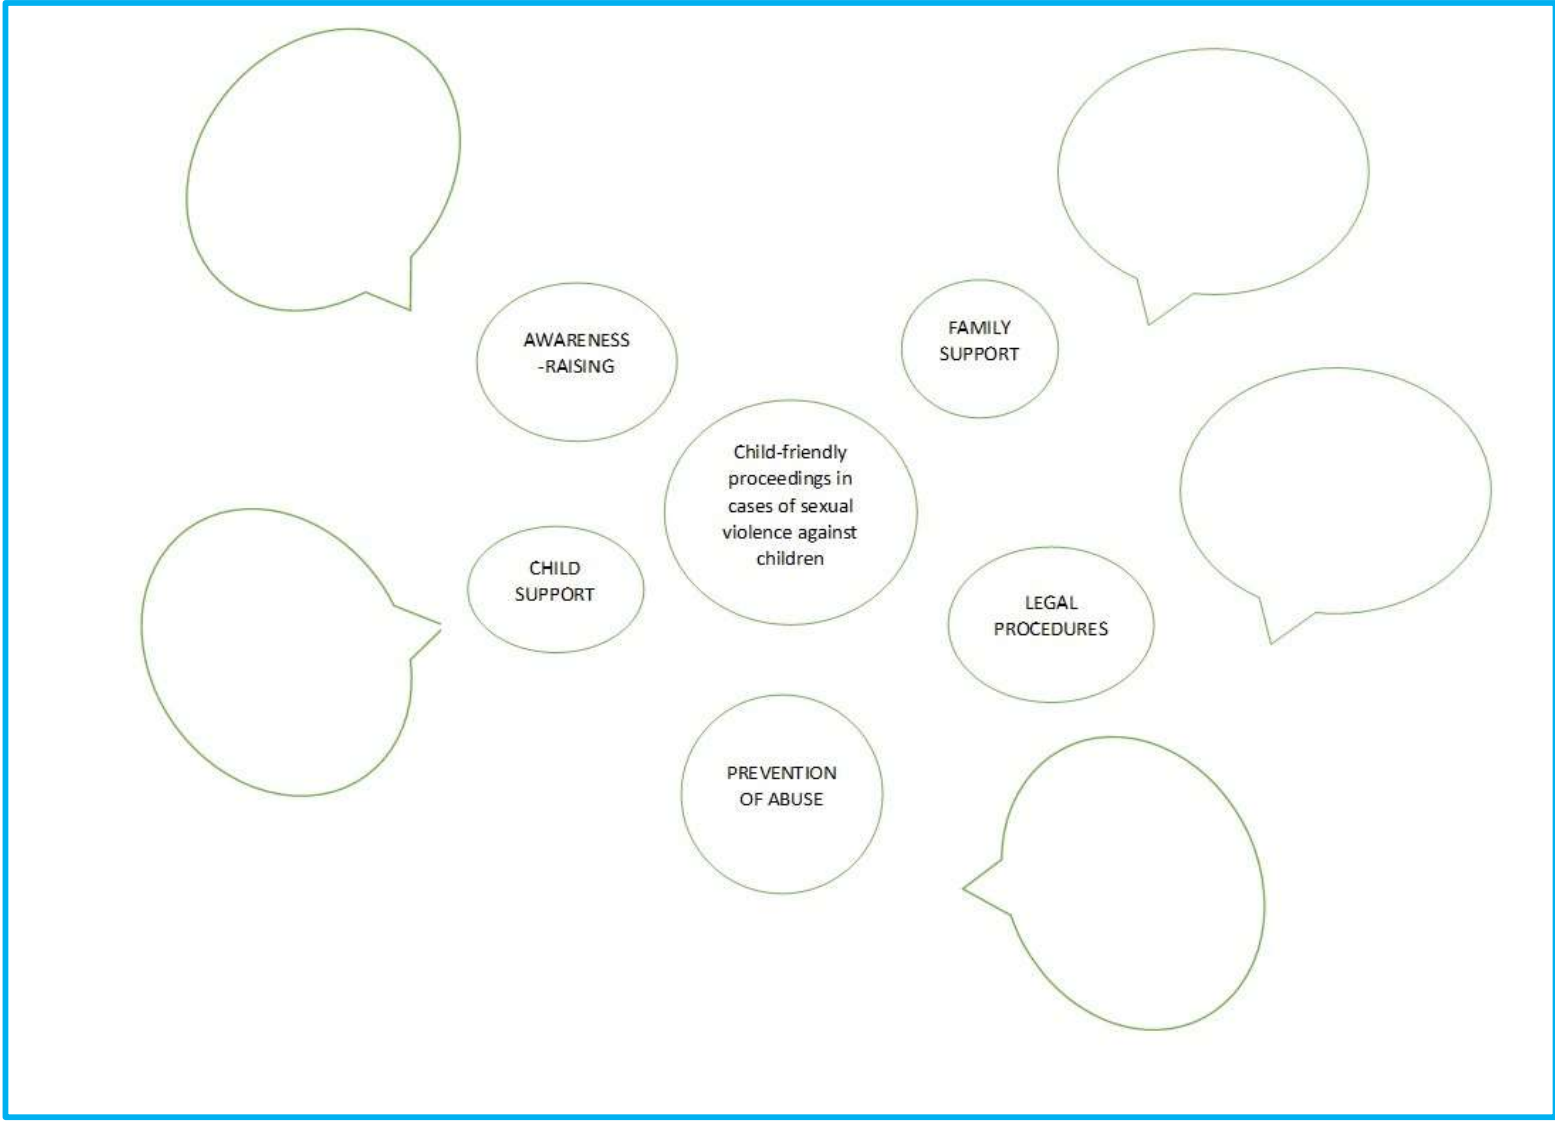 AWARENESS
-RAISING
FAMILY
SUPPORT
Child-friendly
proceedings in
cases of sexual
violence against
children
CHILD
SUPPORT
LEGAL
PROCEDURES
PREVENTION
OF ABUSE